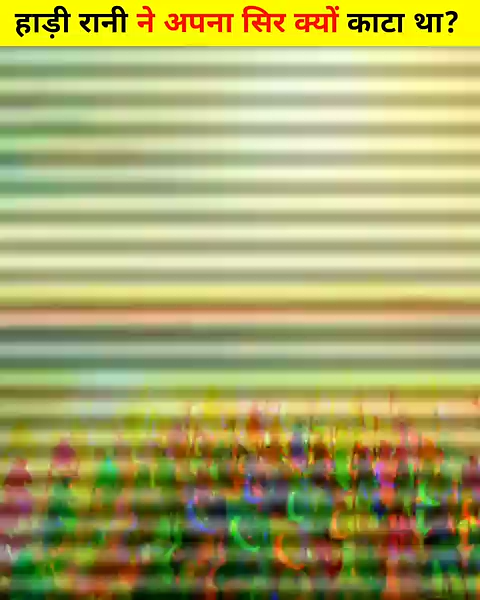 हाड़ी रानी ने अपना सिर क्यों काटा था?